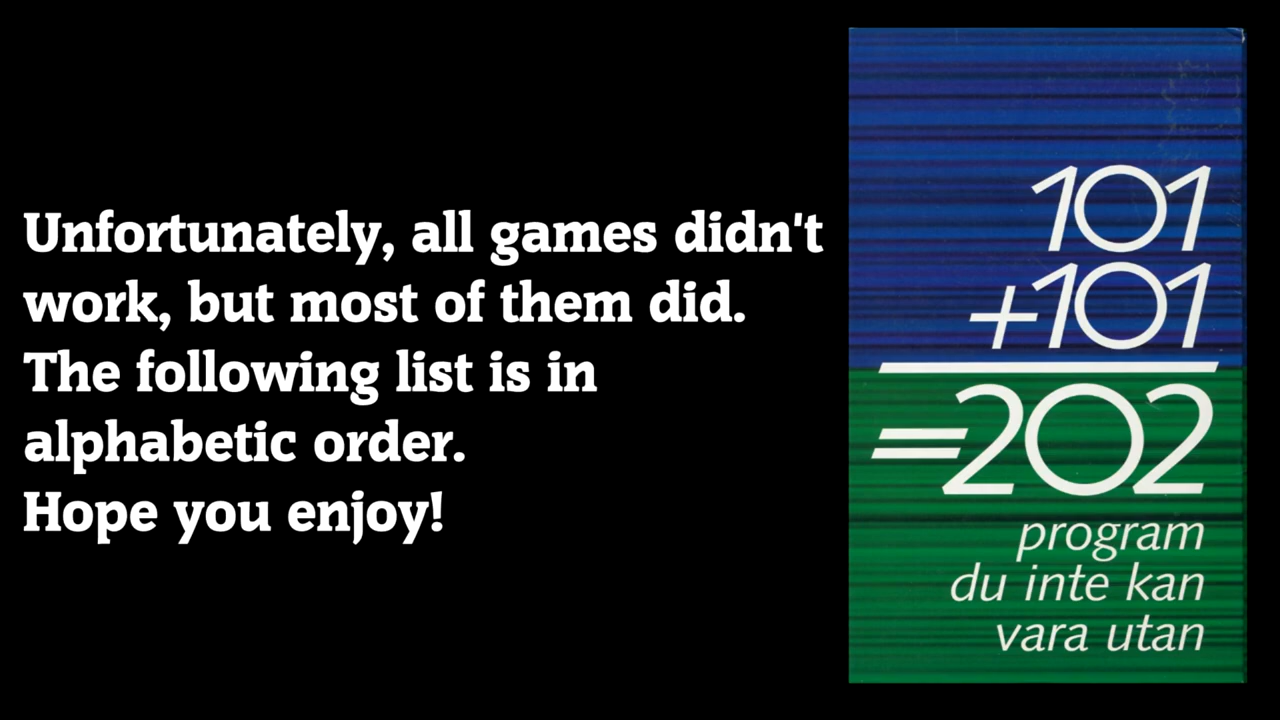 Unfortunately, all games didn't
work, but most of them did.
The following list is in
alphabetic order.
Hope you enjoy!
101
+101
=202
program
du inte kan
vara utan